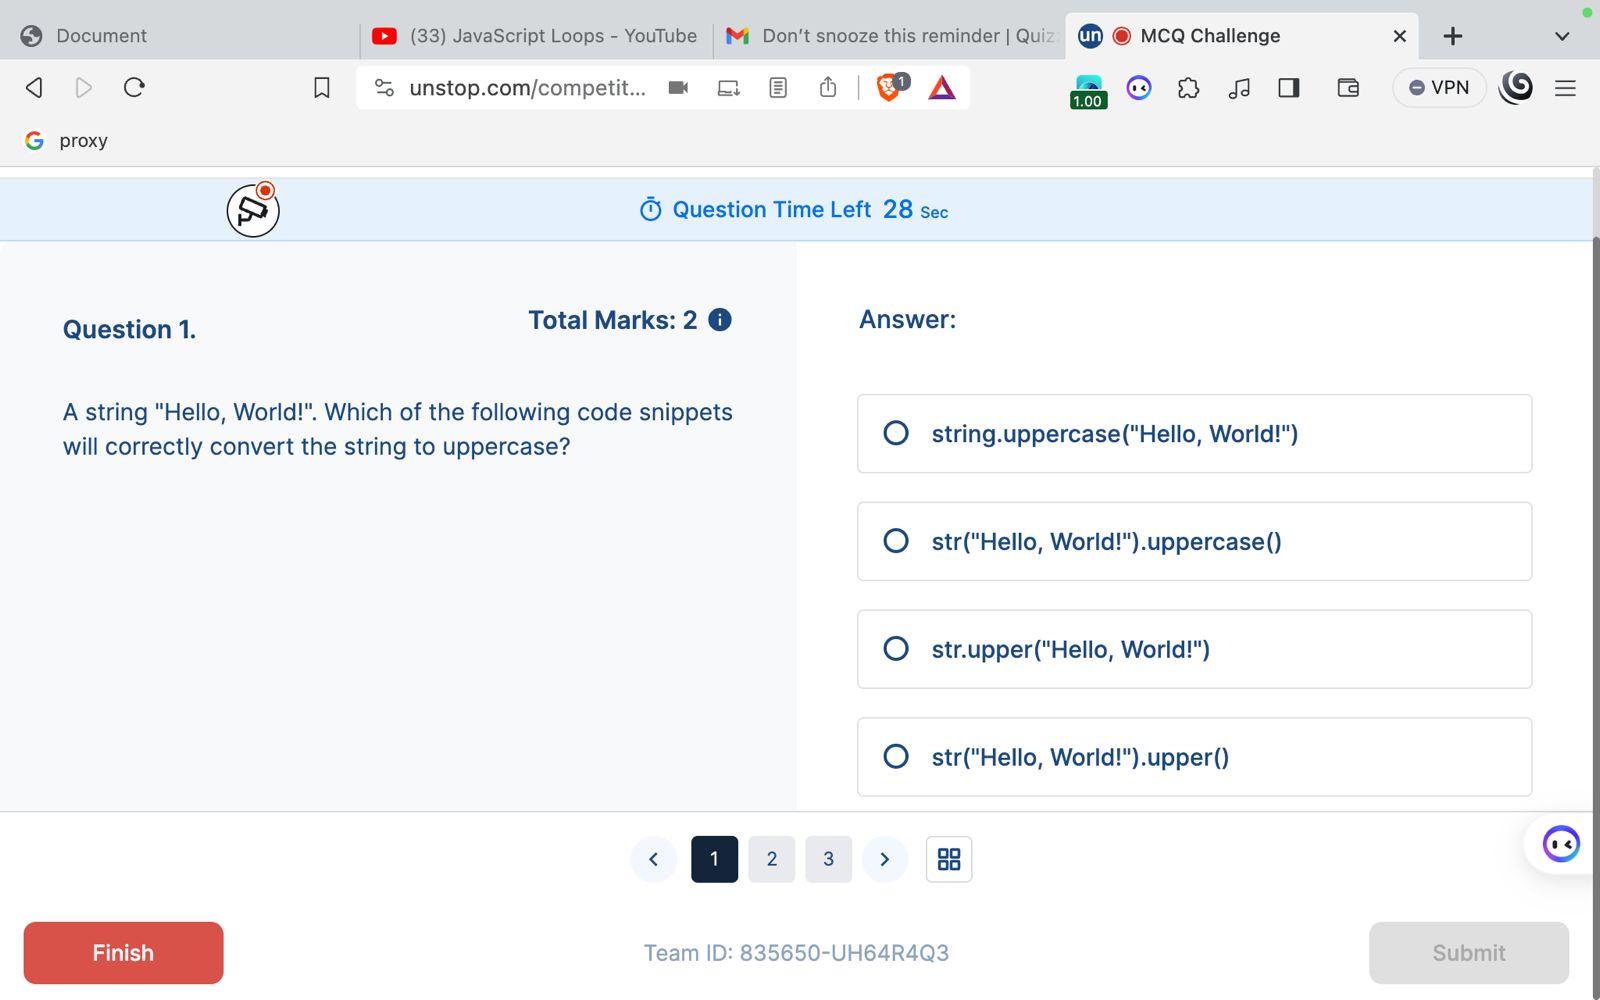 Document
(33) JavaScript Loops - YouTube
Don't snooze this reminder | Quiz
un
MCQ Challenge
unstop.com/competit...
1
1.00
VPN
proxy
Question Time Left 28 Sec
Question 1.
Total Marks: 2
A string "Hello, World!". Which of the following code snippets
will correctly convert the string to uppercase?
Answer:
string.uppercase("Hello, World!")
str("Hello, World!").uppercase()
str.upper("Hello, World!")
str("Hello, World!").upper()
1
2
3
Finish
Team ID: 835650-UH64R4Q3
Submit